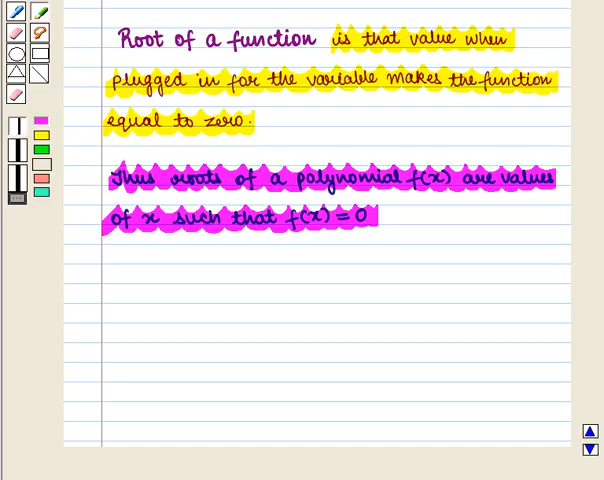 Root of a function is that value when
plugged in for the variable makes the function
equal to zero.
Thus roots of a polynomial f(x) are values
of x such that f(x) = 0